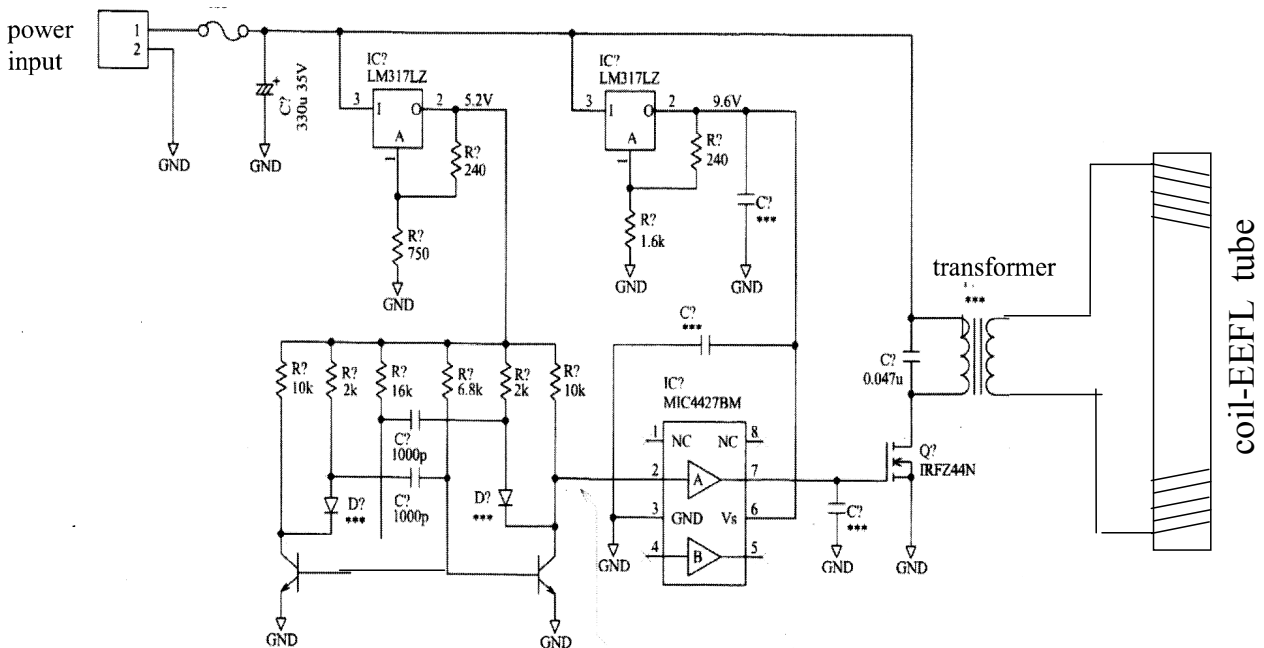 power
input
1
2
C?
330u 35V
GND
GND
IC?
LM317LZ
3
I
O
2
5.2V
A
1
R?
240
R?
750
GND
IC?
LM317LZ
3
I
O
2
9.6V
A
1
R?
240
C?
***
R?
1.6k
GND
GND
transformer
***
coil-EEFL tube
C?
***
R?
10k
R?
2k
R?
16k
R?
6.8k
R?
2k
R?
10k
C?
1000p
C?
1000p
D?
***
D?
***
GND
GND
IC?
MIC4427BM
1
NC
NC
8
2
A
7
3
GND
Vs
6
4
B
5
GND
C?
***
GND
C?
0.047u
Q?
IRFZ44N
GND